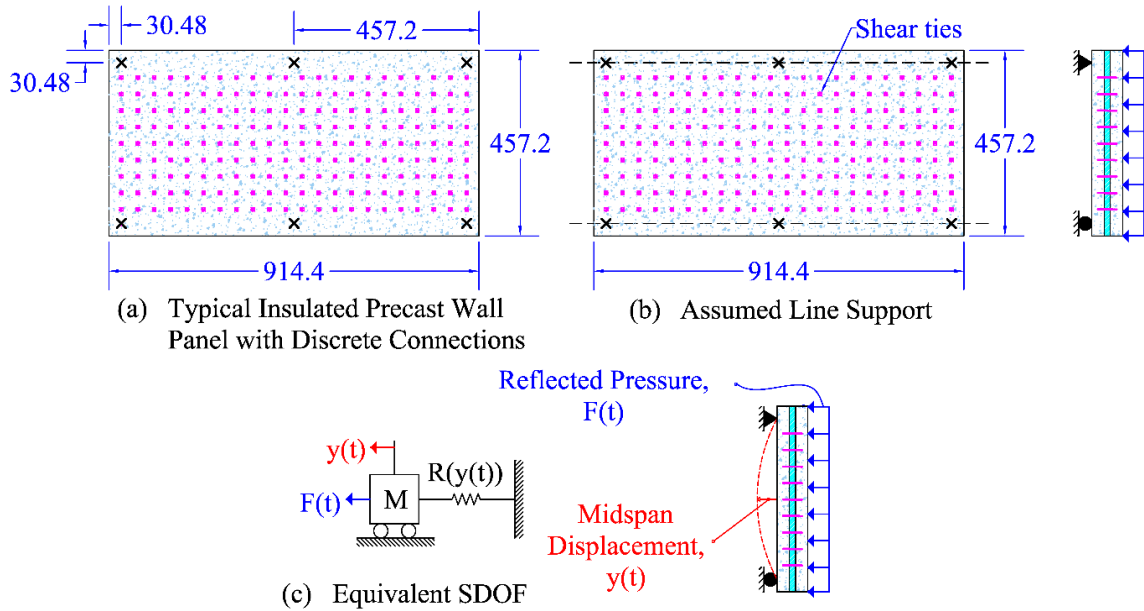 30.48
457.2
30.48
457.2
914.4
(a) Typical Insulated Precast Wall
Panel with Discrete Connections
Shear ties
457.2
914.4
(b) Assumed Line Support
y(t)
F(t)
M
R(y(t))
(c) Equivalent SDOF
Reflected Pressure,
F(t)
Midspan
Displacement,
y(t)